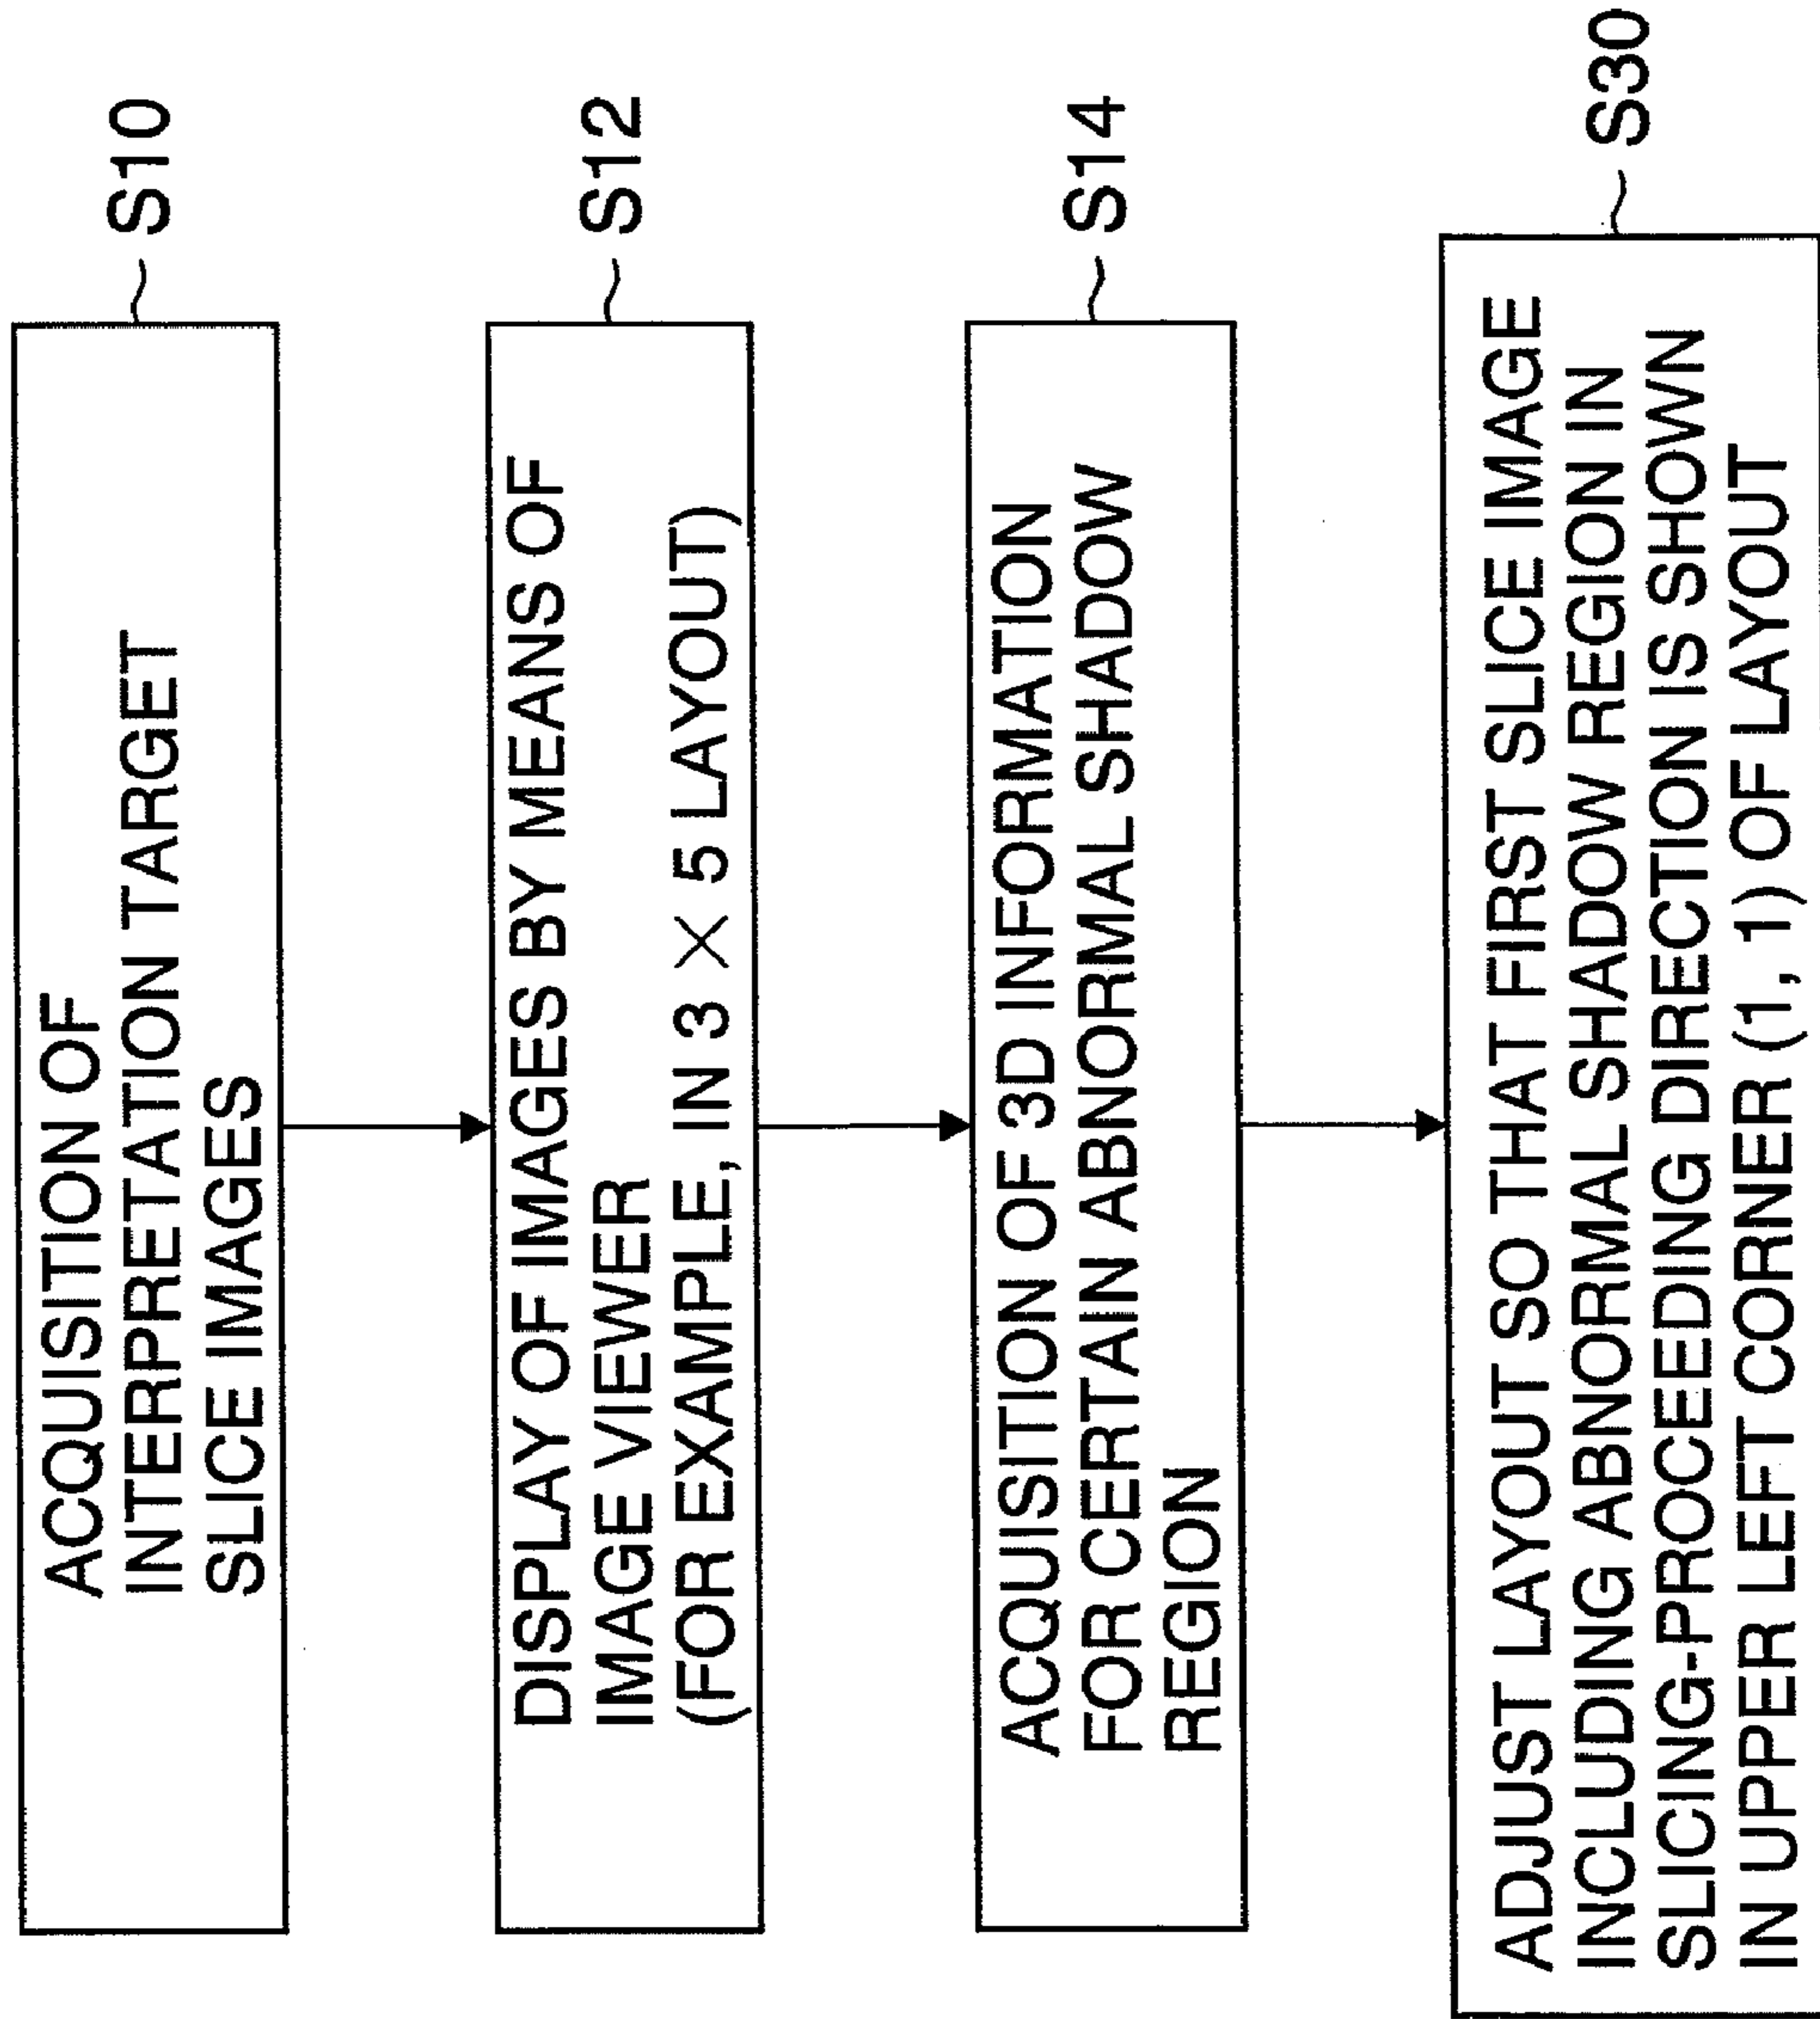 ACQUISITION OF
INTERPRETATION TARGET
SLICE IMAGES
S10
DISPLAY OF IMAGES BY MEANS OF
IMAGE VIEWER
(FOR EXAMPLE, IN 3 × 5 LAYOUT)
S12
ACQUISITION OF 3D INFORMATION
FOR CERTAIN ABNORMAL SHADOW
REGION
S14
ADJUST LAYOUT SO THAT FIRST SLICE IMAGE
INCLUDING ABNORMAL SHADOW REGION IN
SLICING-PROCEEDING DIRECTION IS SHOWN
IN UPPER LEFT CORNER (1, 1) OF LAYOUT
S30